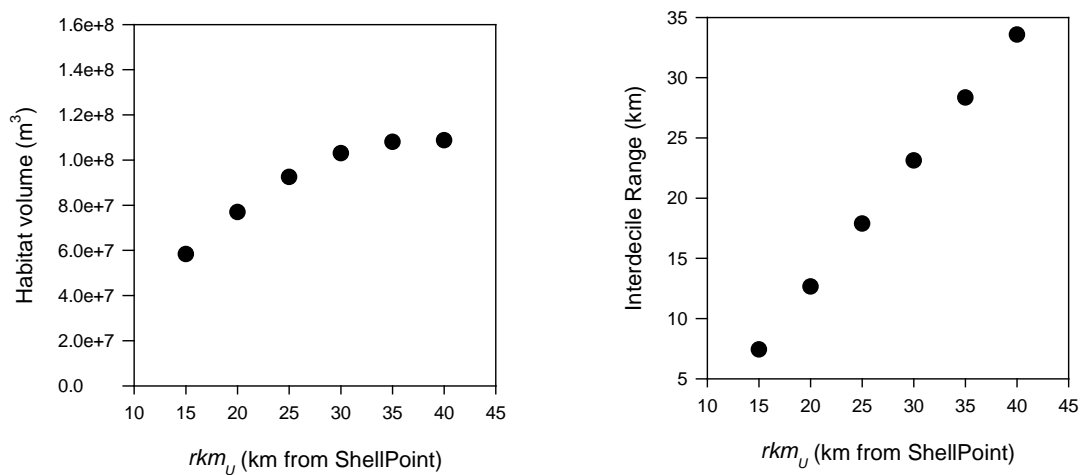 Habitat volume (m³)
1.6e+8
1.4e+8
1.2e+8
1.0e+8
8.0e+7
6.0e+7
4.0e+7
2.0e+7
0.0
10 15 20 25 30 35 40 45
rkm_U (km from ShellPoint)
Interdecile Range (km)
35
30
25
20
15
10
5
10 15 20 25 30 35 40 45
rkm_U (km from ShellPoint)